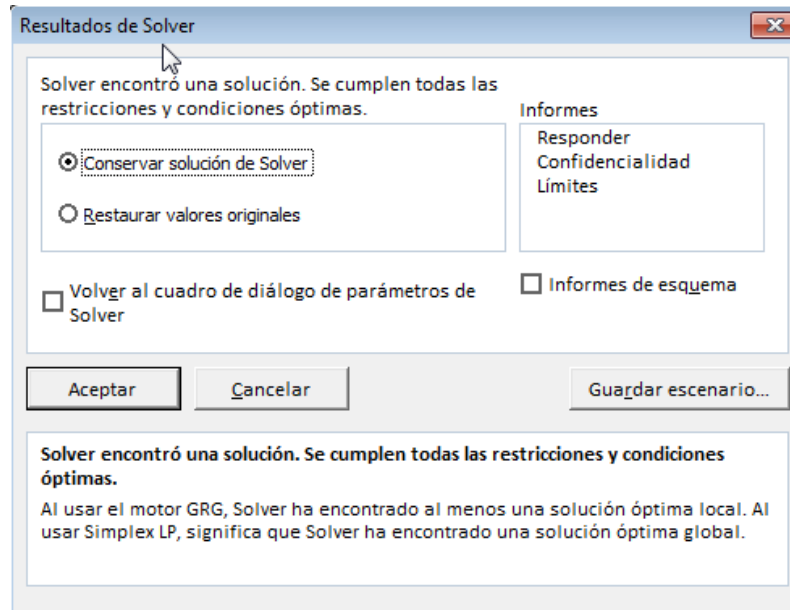 Resultados de Solver
Solver encontró una solución. Se cumplen todas las
restricciones y condiciones óptimas.
Conservar solución de Solver
Restaurar valores originales
Volver al cuadro de diálogo de parámetros de
Solver
Informes
Responder
Confidencialidad
Límites
Informes de esquema
Aceptar
Cancelar
Guardar escenario...
Solver encontró una solución. Se cumplen todas las restricciones y condiciones
óptimas.
Al usar el motor GRG, Solver ha encontrado al menos una solución óptima local. Al
usar Simplex LP, significa que Solver ha encontrado una solución óptima global.